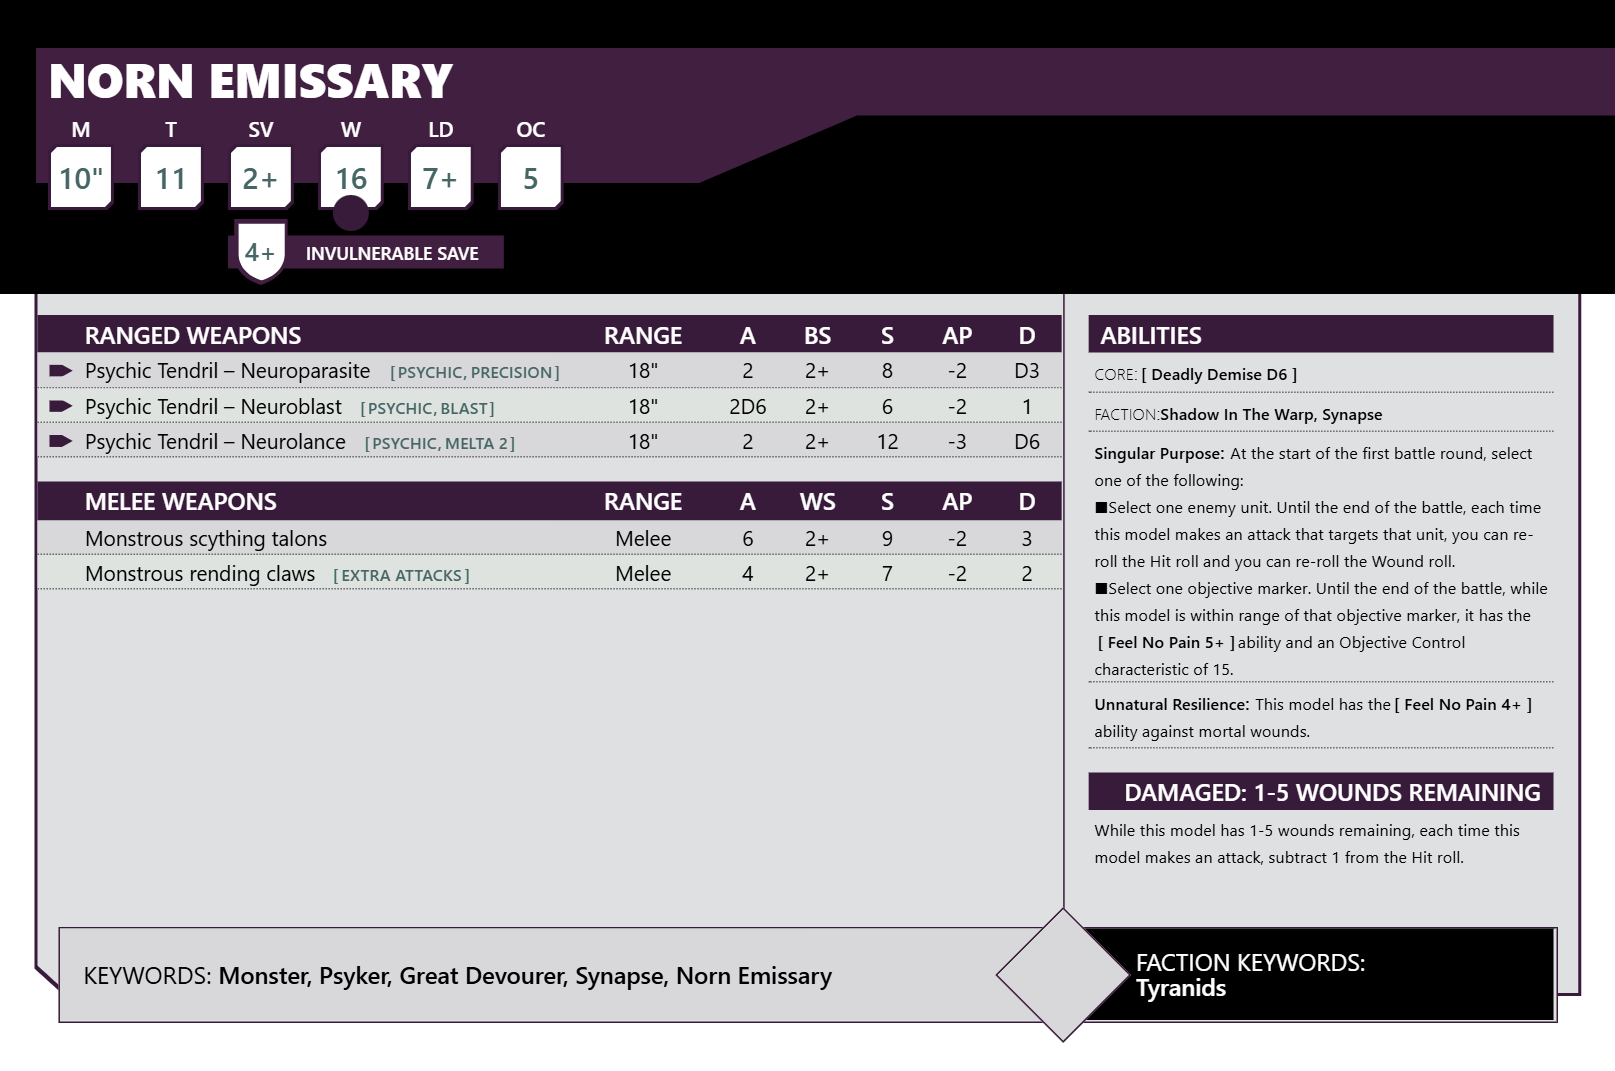 NORN EMISSARY
M T SV W LD OC
10" 11 2+ 16 7+ 5
4+ INVULNERABLE SAVE
RANGED WEAPONS RANGE A BS S AP D
Psychic Tendril – Neuroparasite [PSYCHIC, PRECISION] 18" 2 2+ 8 -2 D3
Psychic Tendril – Neuroblast [PSYCHIC, BLAST] 18" 2D6 2+ 6 -2 1
Psychic Tendril – Neurolance [PSYCHIC, MELTA 2] 18" 2 2+ 12 -3 D6
MELEE WEAPONS RANGE A WS S AP D
Monstrous scything talons Melee 6 2+ 9 -2 3
Monstrous rending claws [EXTRA ATTACKS] Melee 4 2+ 7 -2 2
ABILITIES
CORE: [ Deadly Demise D6 ]
FACTION:Shadow In The Warp, Synapse
Singular Purpose: At the start of the first battle round, select
one of the following:
■Select one enemy unit. Until the end of the battle, each time
this model makes an attack that targets that unit, you can re-
roll the Hit roll and you can re-roll the Wound roll.
■Select one objective marker. Until the end of the battle, while
this model is within range of that objective marker, it has the
[ Feel No Pain 5+ ] ability and an Objective Control
characteristic of 15.
Unnatural Resilience: This model has the [ Feel No Pain 4+ ]
ability against mortal wounds.
DAMAGED: 1-5 WOUNDS REMAINING
While this model has 1-5 wounds remaining, each time this
model makes an attack, subtract 1 from the Hit roll.
KEYWORDS: Monster, Psyker, Great Devourer, Synapse, Norn Emissary
FACTION KEYWORDS:
Tyranids